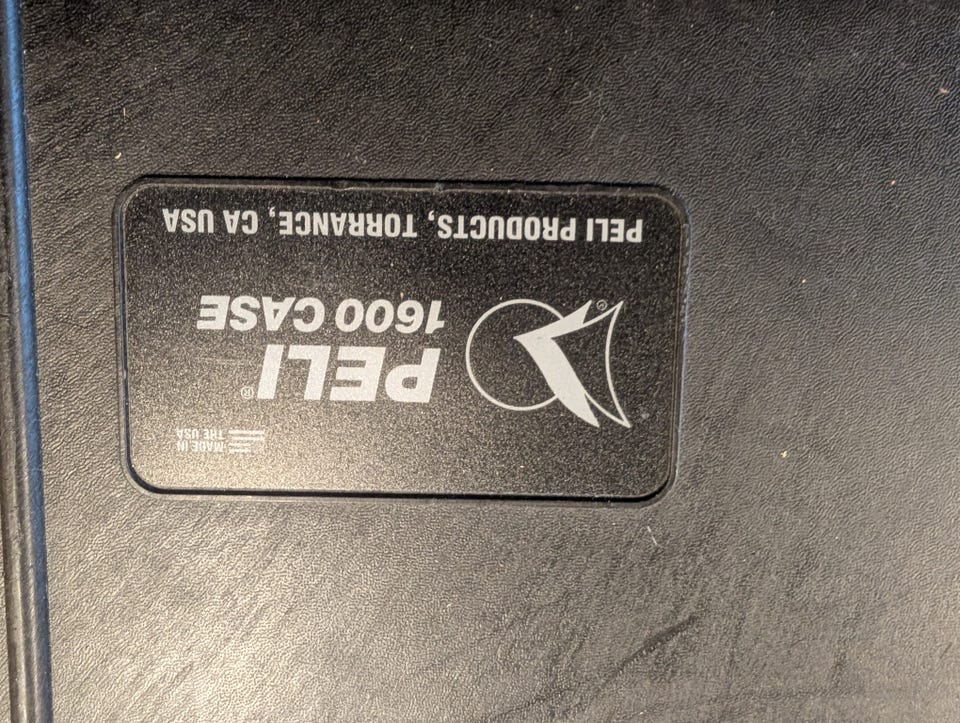 MADE IN
THE USA
PELI®
1600 CASE
®
PELI PRODUCTS, TORRANCE, CA USA